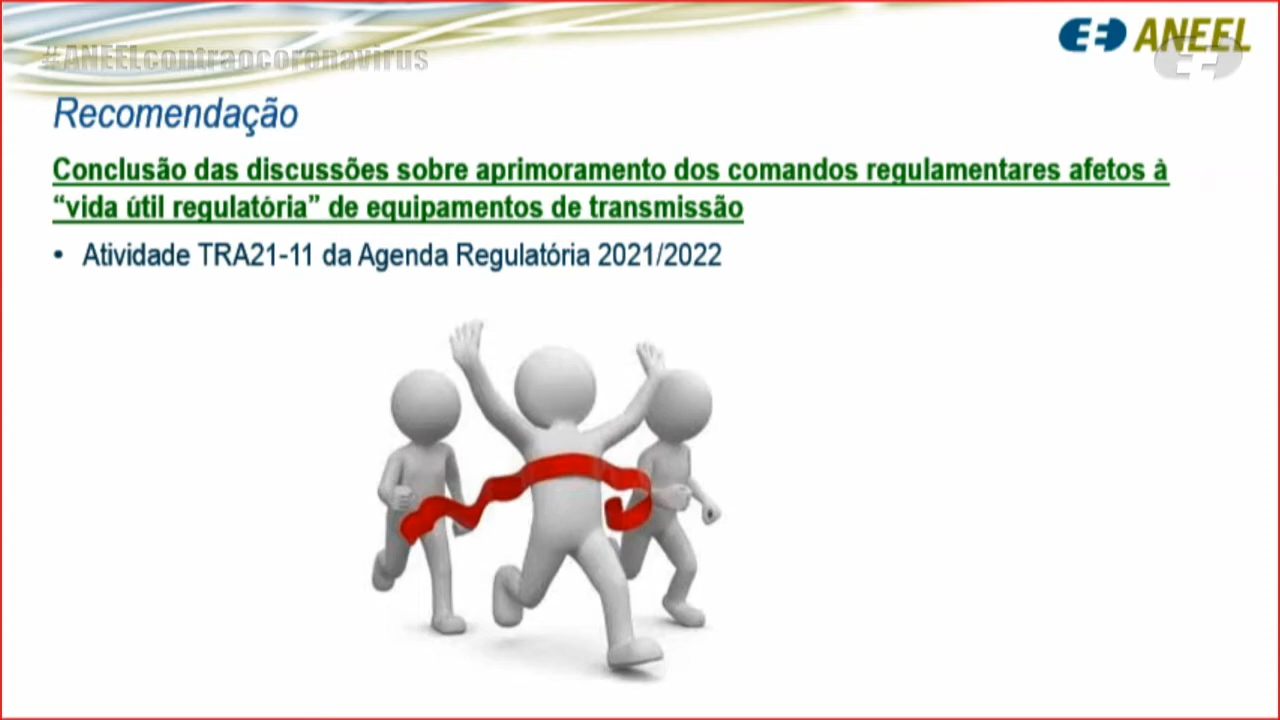 #ANEELcontraocoronavirus
ANEEL
Recomendação
Conclusão das discussões sobre aprimoramento dos comandos regulamentares afetos à
“vida útil regulatória” de equipamentos de transmissão
• Atividade TRA21-11 da Agenda Regulatória 2021/2022